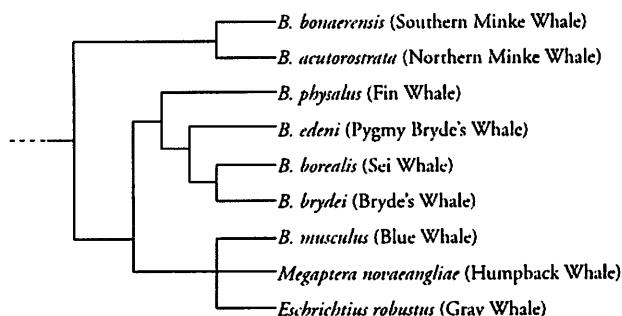 B. bonaerensis (Southern Minke Whale)
B. acutorostrata (Northern Minke Whale)
B. physalus (Fin Whale)
B. edeni (Pygmy Bryde's Whale)
B. borealis (Sei Whale)
B. brydei (Bryde's Whale)
B. musculus (Blue Whale)
Megaptera novaeangliae (Humpback Whale)
Eschrichtius robustus (Gray Whale)